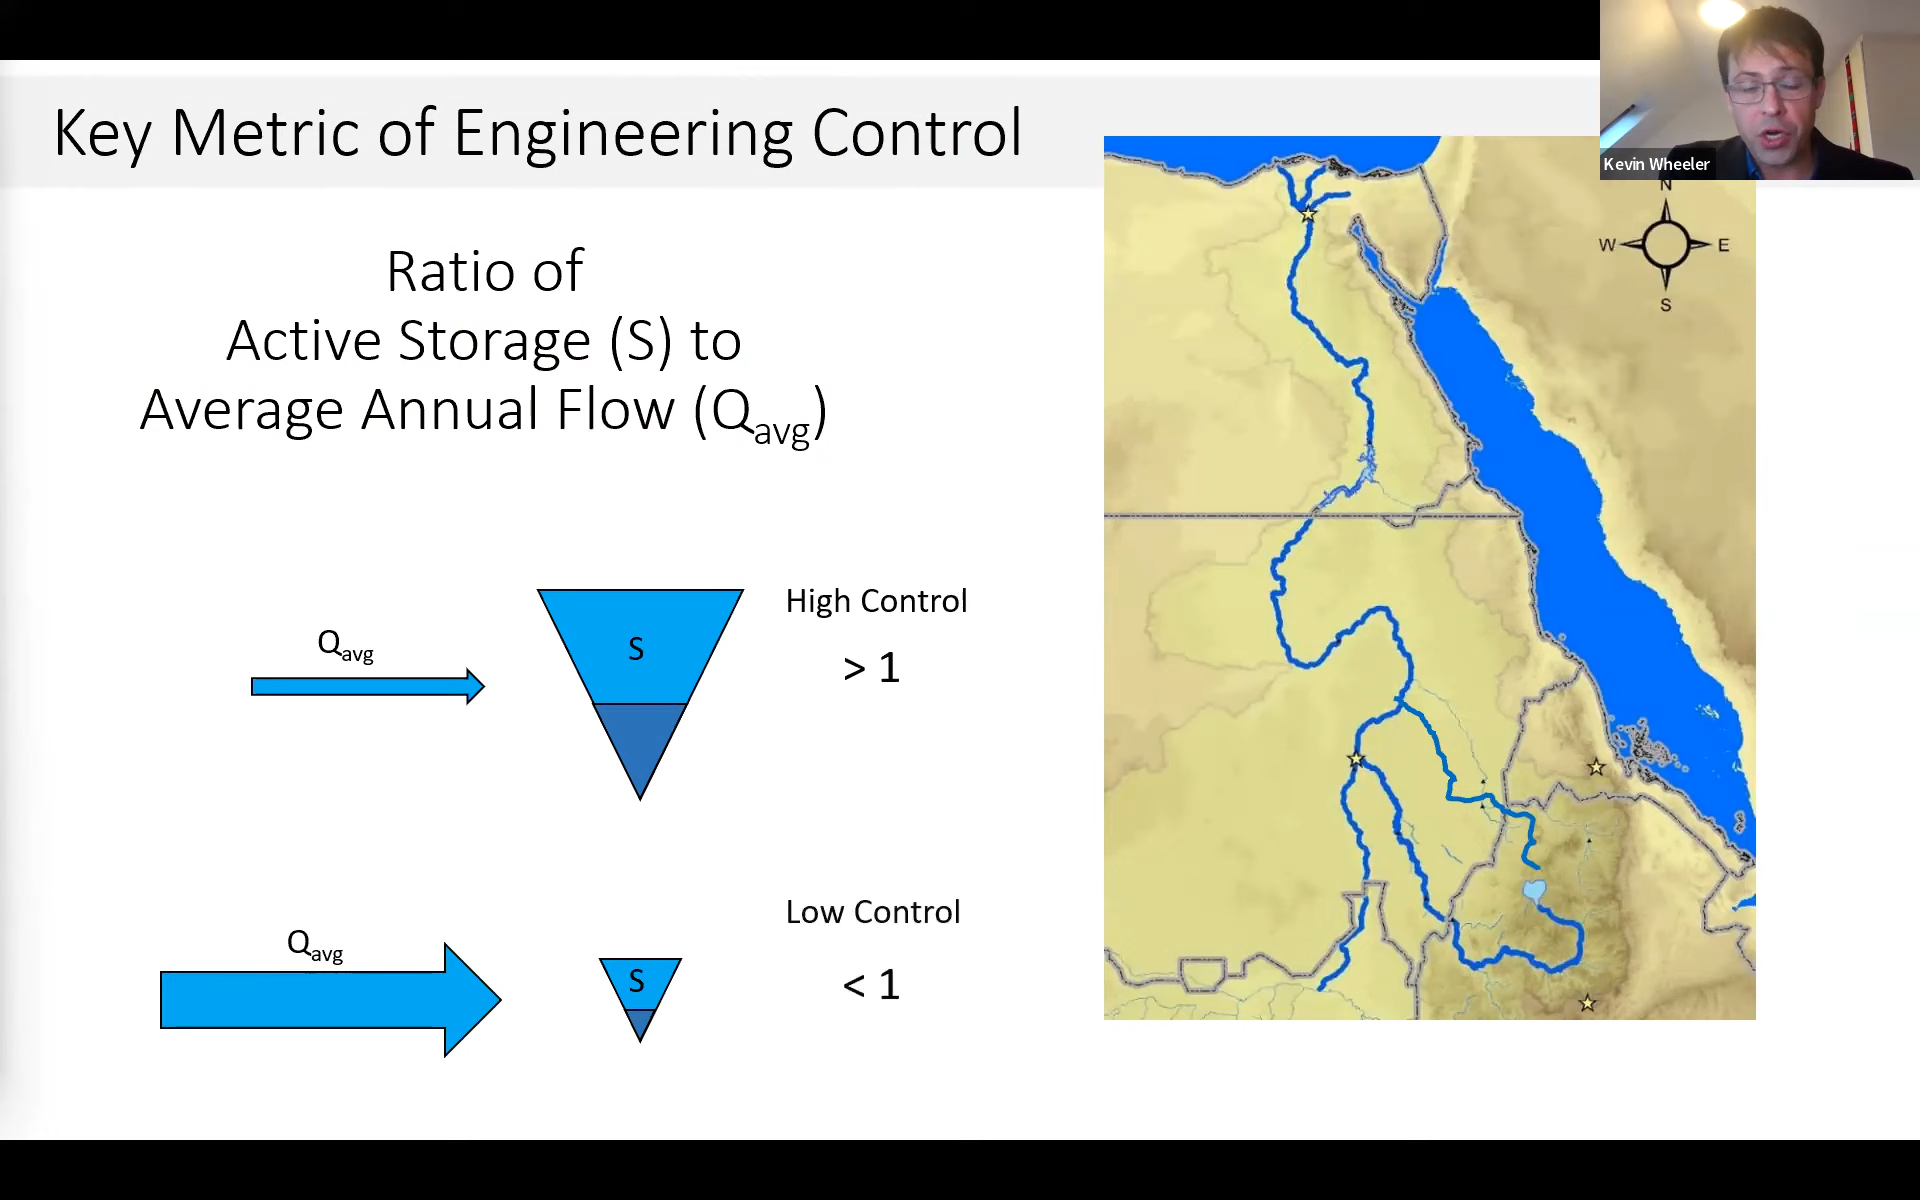 Key Metric of Engineering Control
Kevin Wheeler
Ratio of
Active Storage (S) to
Average Annual Flow (Qavg)
Qavg
S
High Control
> 1
Qavg
S
Low Control
< 1
N
W
E
S